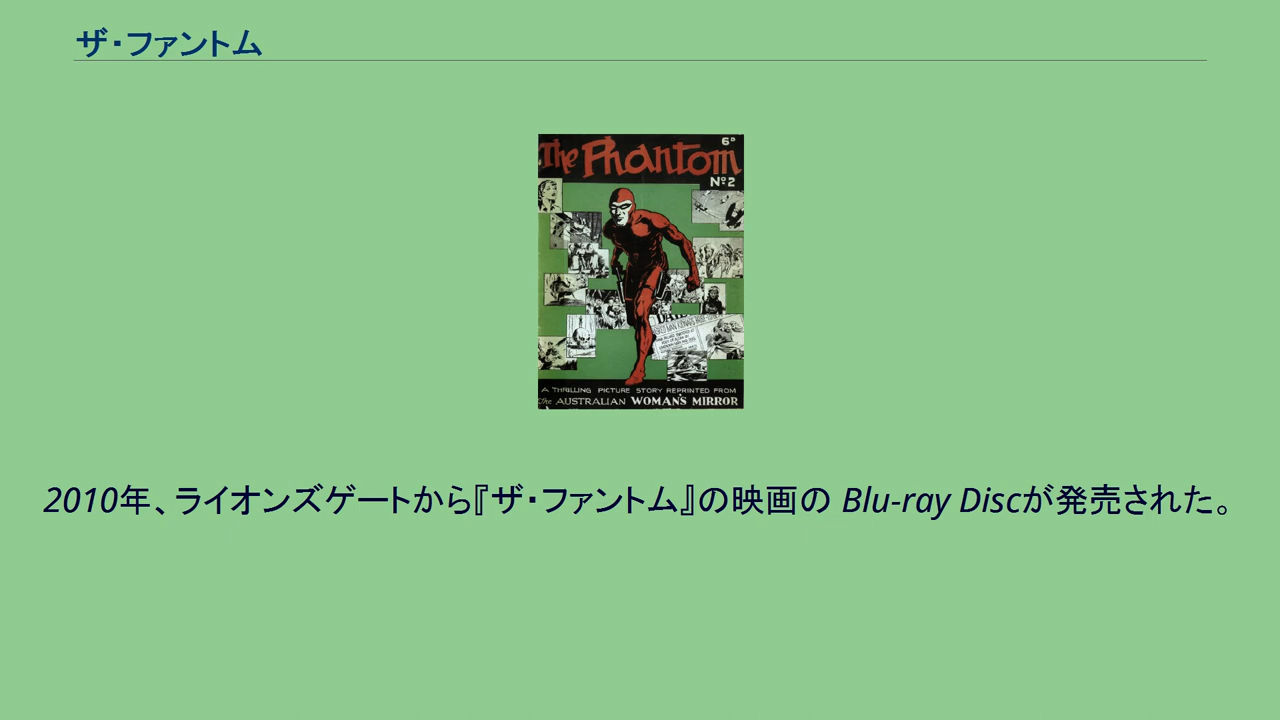 ザ・ファントム
The Phantom
6ᴰ
Nº 2
A THRILLING PICTURE STORY REPRINTED FROM
The AUSTRALIAN WOMAN'S MIRROR
2010年、ライオンズゲートから『ザ・ファントム』の映画の Blu-ray Discが発売された。